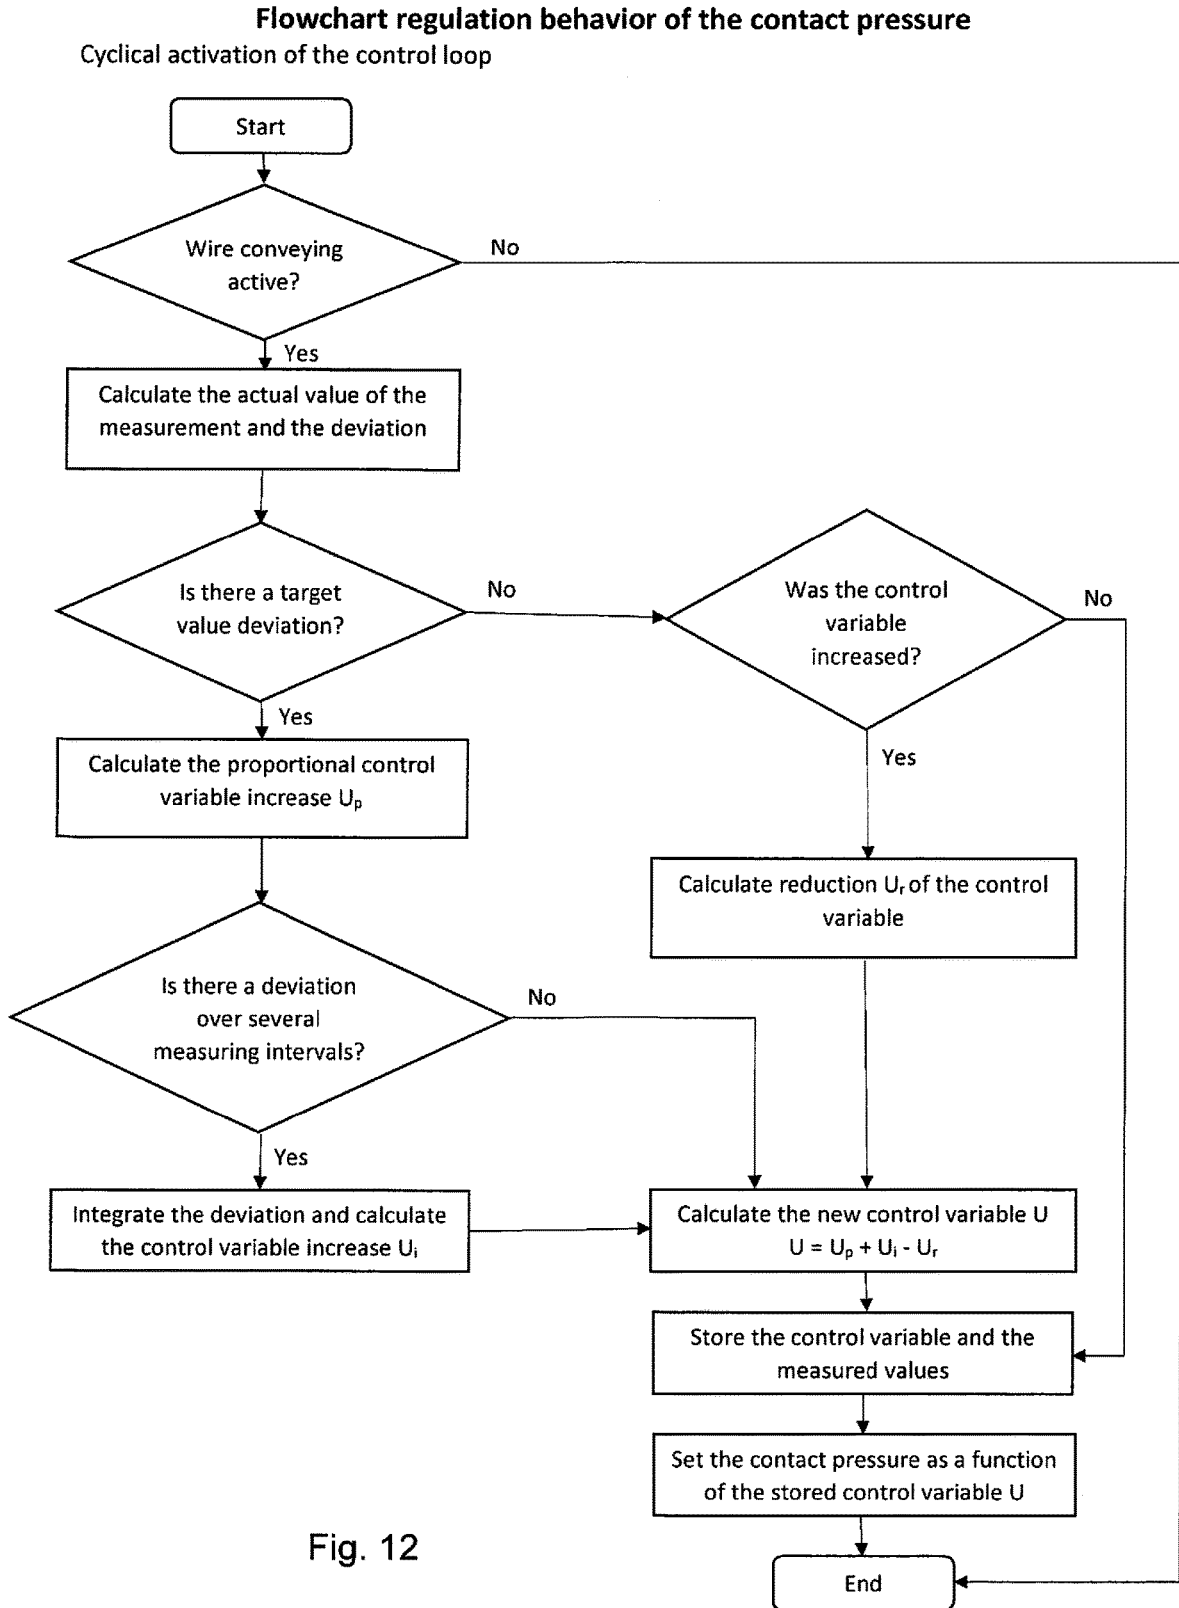 Flowchart regulation behavior of the contact pressure
Cyclical activation of the control loop
Start
Wire conveying
active?
No
Yes
Calculate the actual value of the
measurement and the deviation
Is there a target
value deviation?
No
Was the control
variable
increased?
No
Yes
Yes
Calculate the proportional control
variable increase Uₚ
Calculate reduction Uᵣ of the control
variable
Is there a deviation
over several
measuring intervals?
No
Yes
Integrate the deviation and calculate
the control variable increase Uᵢ
Calculate the new control variable U
U = Uₚ + Uᵢ - Uᵣ
Store the control variable and the
measured values
Set the contact pressure as a function
of the stored control variable U
End
Fig. 12